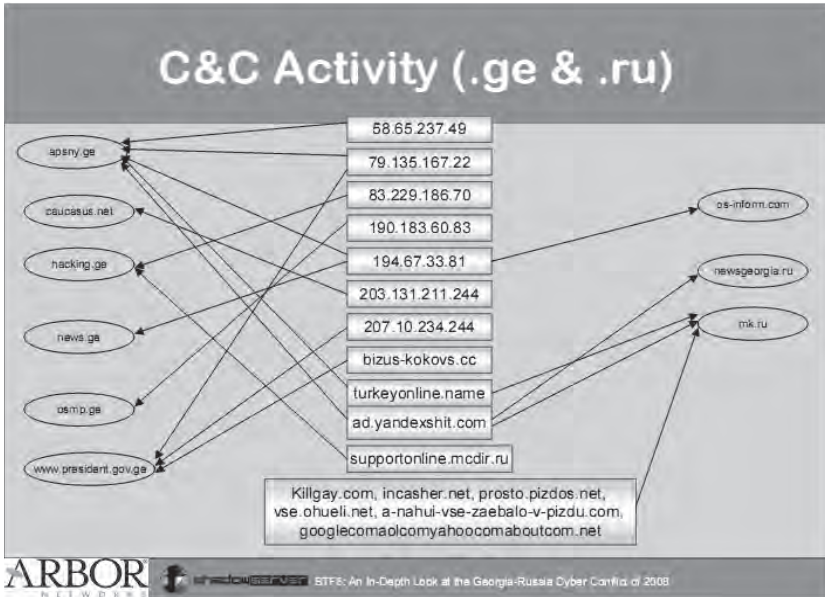 C&C Activity (.ge & .ru)
58.65.237.49
79.135.167.22
83.229.186.70
190.183.60.83
194.67.33.81
203.131.211.244
207.10.234.244
bizus-kokovs.cc
turkeyonline.name
ad.yandexshit.com
supportonline.mcdir.ru
Killgay.com, incasher.net, prosto.pizdos.net,
vse.ohueli.net, a-nahui-vse-zaebalo-v-pizdu.com,
googlecomaolcomyahoocomaboutcom.net
apsny.ge
caucasus.net
hacking.ge
news.ge
osmp.ge
www.president.gov.ge
os-inform.com
newsgeorgia.ru
mk.ru
ARBOR
NETWORKS
shadowserver
BTF8: An In-Depth Look at the Georgia-Russia Cyber Conflict of 2008